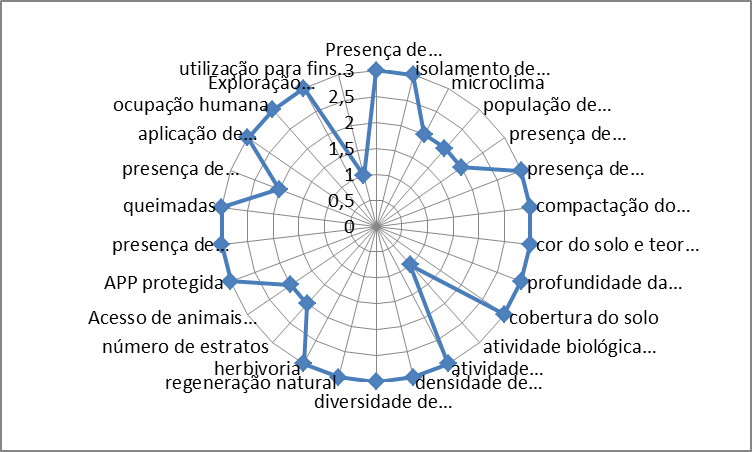 Presença de...
isolamento de...
microclima
população de...
presença de...
presença de...
compactação do...
cor do solo e teor...
profundidade da...
cobertura do solo
atividade biológica...
atividade...
densidade de...
diversidade de...
regeneração natural
herbivoria
número de estratos
Acesso de animais...
APP protegida
presença de...
queimadas
presença de...
aplicação de...
ocupação humana
Exploração...
utilização para fins...
3
2,5
2
1,5
1
0,5
0